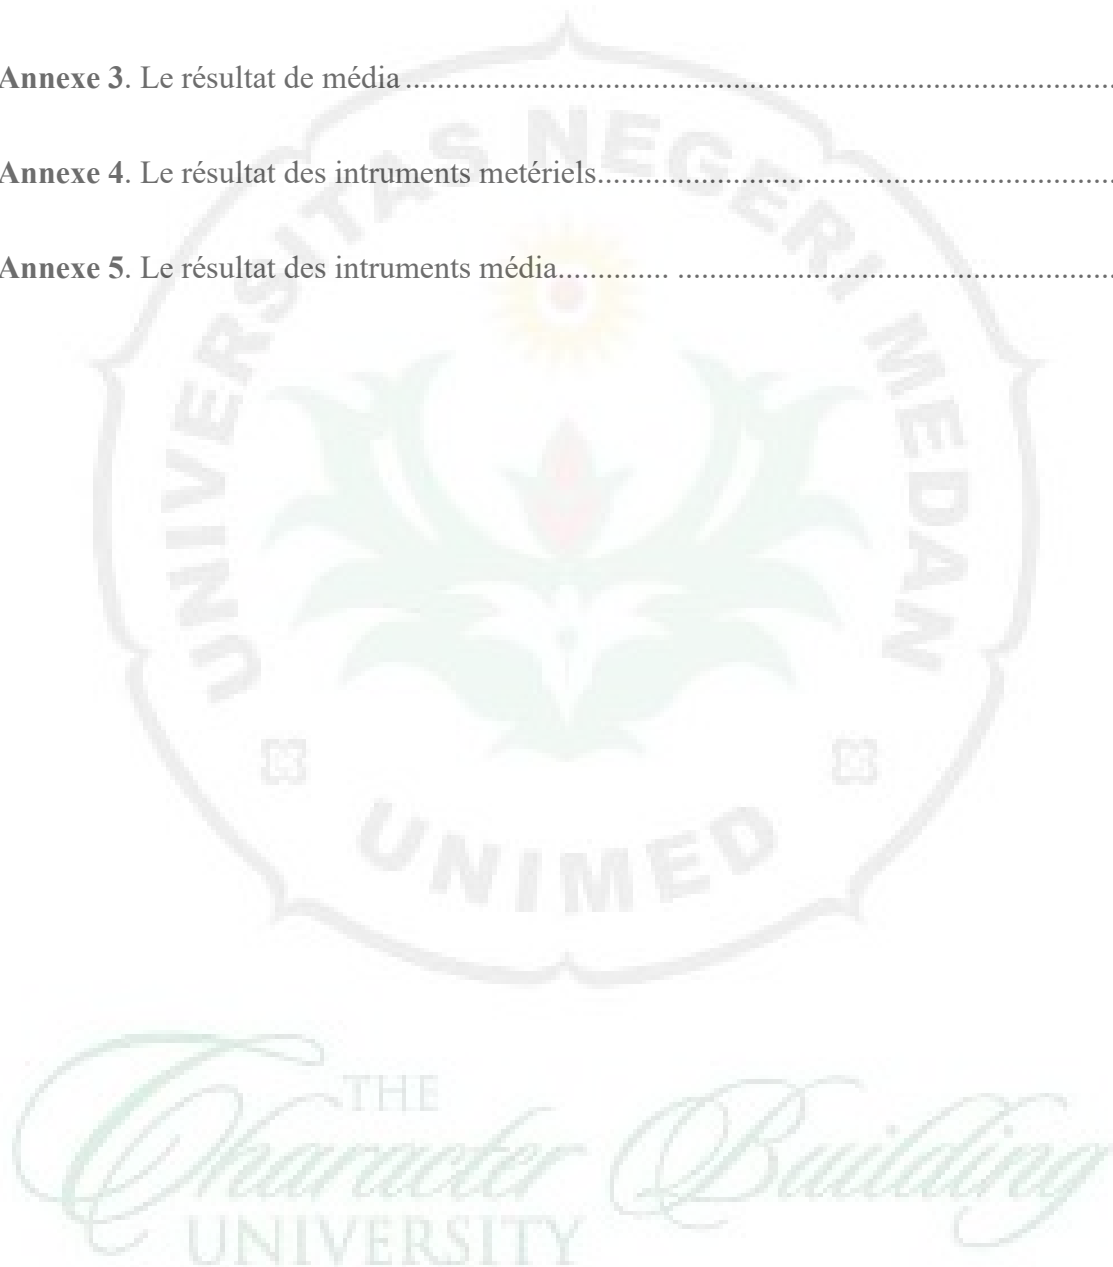 Annexe 3. Le résultat de média........................................................................................
Annexe 4. Le résultat des intruments metériels................................................................
Annexe 5. Le résultat des intruments média.............. ......................................................
UNIVERSITAS NEGERI MEDAN
UNIMED
THE
Character Building
UNIVERSITY